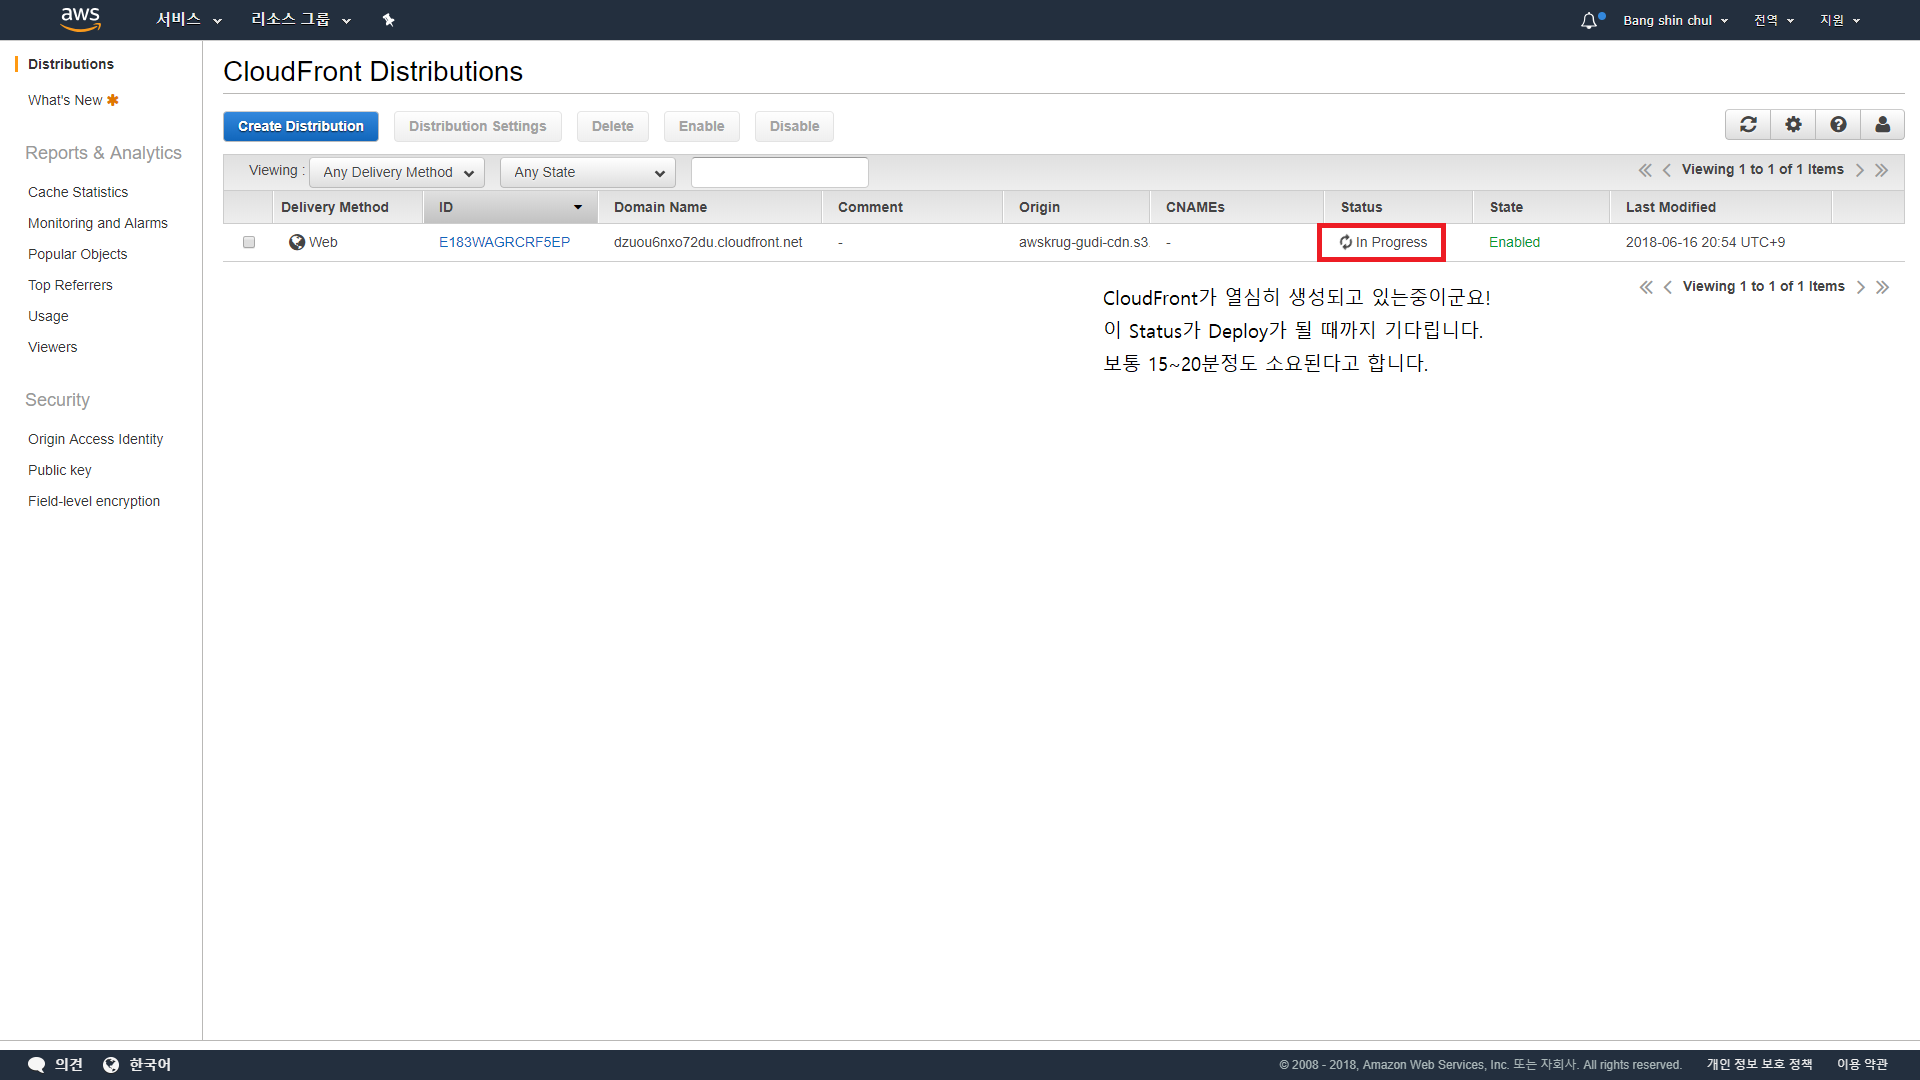 aws 서비스 리소스 그룹 Bang shin chul 전역 지원
Distributions
What's New
Reports & Analytics
Cache Statistics
Monitoring and Alarms
Popular Objects
Top Referrers
Usage
Viewers
Security
Origin Access Identity
Public key
Field-level encryption
CloudFront Distributions
Create Distribution Distribution Settings Delete Enable Disable
Viewing : Any Delivery Method Any State Viewing 1 to 1 of 1 Items
Delivery Method ID Domain Name Comment Origin CNAMEs Status State Last Modified
Web E183WAGRCRF5EP dzuou6nxo72du.cloudfront.net - awskrug-gudi-cdn.s3 - In Progress Enabled 2018-06-16 20:54 UTC+9
Viewing 1 to 1 of 1 Items
CloudFront가 열심히 생성되고 있는중이군요!
이 Status가 Deploy가 될 때까지 기다립니다.
보통 15~20분정도 소요된다고 합니다.
의견 한국어 © 2008 - 2018, Amazon Web Services, Inc. 또는 자회사. All rights reserved. 개인 정보 보호 정책 이용 약관